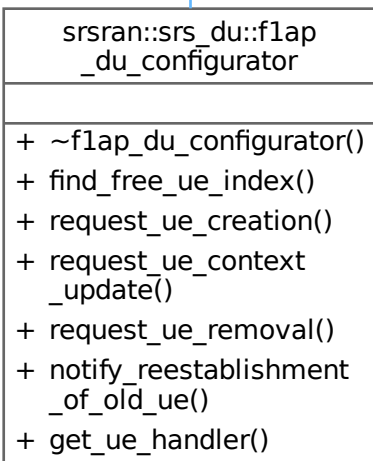 srsran::srs_du::f1ap
_du_configurator
+ ~f1ap_du_configurator()
+ find_free_ue_index()
+ request_ue_creation()
+ request_ue_context
_update()
+ request_ue_removal()
+ notify_reestablishment
_of_old_ue()
+ get_ue_handler()